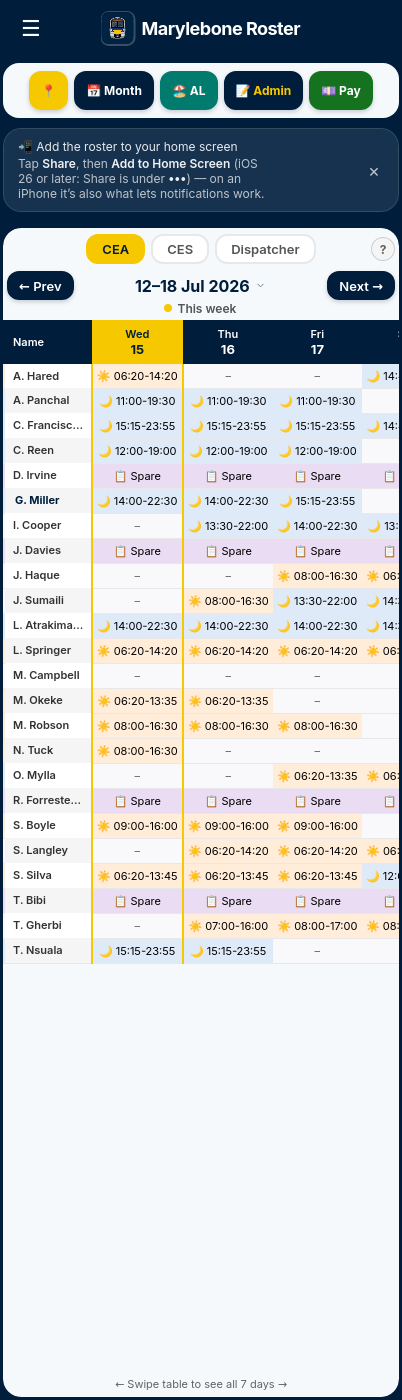 ☰ Marylebone Roster
📍 📅 Month 🏖️ AL 📝 Admin 💷 Pay
📲 Add the roster to your home screen
Tap Share, then Add to Home Screen (iOS
26 or later: Share is under •••) — on an
iPhone it's also what lets notifications work.
✕
CEA CES Dispatcher ?
← Prev 12–18 Jul 2026 Next →
This week
Name Wed 15 Thu 16 Fri 17
A. Hared ☀️ 06:20-14:20 – – 🌙 14:
A. Panchal 🌙 11:00-19:30 🌙 11:00-19:30 🌙 11:00-19:30
C. Francisc... 🌙 15:15-23:55 🌙 15:15-23:55 🌙 15:15-23:55 🌙 14:
C. Reen 🌙 12:00-19:00 🌙 12:00-19:00 🌙 12:00-19:00
D. Irvine 📋 Spare 📋 Spare 📋 Spare 📋
G. Miller 🌙 14:00-22:30 🌙 14:00-22:30 🌙 15:15-23:55
I. Cooper – 🌙 13:30-22:00 🌙 14:00-22:30 🌙 13:
J. Davies 📋 Spare 📋 Spare 📋 Spare 📋
J. Haque – – ☀️ 08:00-16:30 ☀️ 06:
J. Sumaili – ☀️ 08:00-16:30 🌙 13:30-22:00 🌙 14:
L. Atrakima... 🌙 14:00-22:30 🌙 14:00-22:30 🌙 14:00-22:30 🌙 14:
L. Springer ☀️ 06:20-14:20 ☀️ 06:20-14:20 ☀️ 06:20-14:20 ☀️ 06:
M. Campbell – – –
M. Okeke ☀️ 06:20-13:35 ☀️ 06:20-13:35 –
M. Robson ☀️ 08:00-16:30 ☀️ 08:00-16:30 ☀️ 08:00-16:30
N. Tuck ☀️ 08:00-16:30 – –
O. Mylla – – ☀️ 06:20-13:35 ☀️ 06:
R. Forreste... 📋 Spare 📋 Spare 📋 Spare 📋
S. Boyle ☀️ 09:00-16:00 ☀️ 09:00-16:00 ☀️ 09:00-16:00
S. Langley – ☀️ 06:20-14:20 ☀️ 06:20-14:20 ☀️ 06:
S. Silva ☀️ 06:20-13:45 ☀️ 06:20-13:45 ☀️ 06:20-13:45 🌙 12:
T. Bibi 📋 Spare 📋 Spare 📋 Spare 📋
T. Gherbi – ☀️ 07:00-16:00 ☀️ 08:00-17:00 ☀️ 08:
T. Nsuala 🌙 15:15-23:55 🌙 15:15-23:55 –
← Swipe table to see all 7 days →